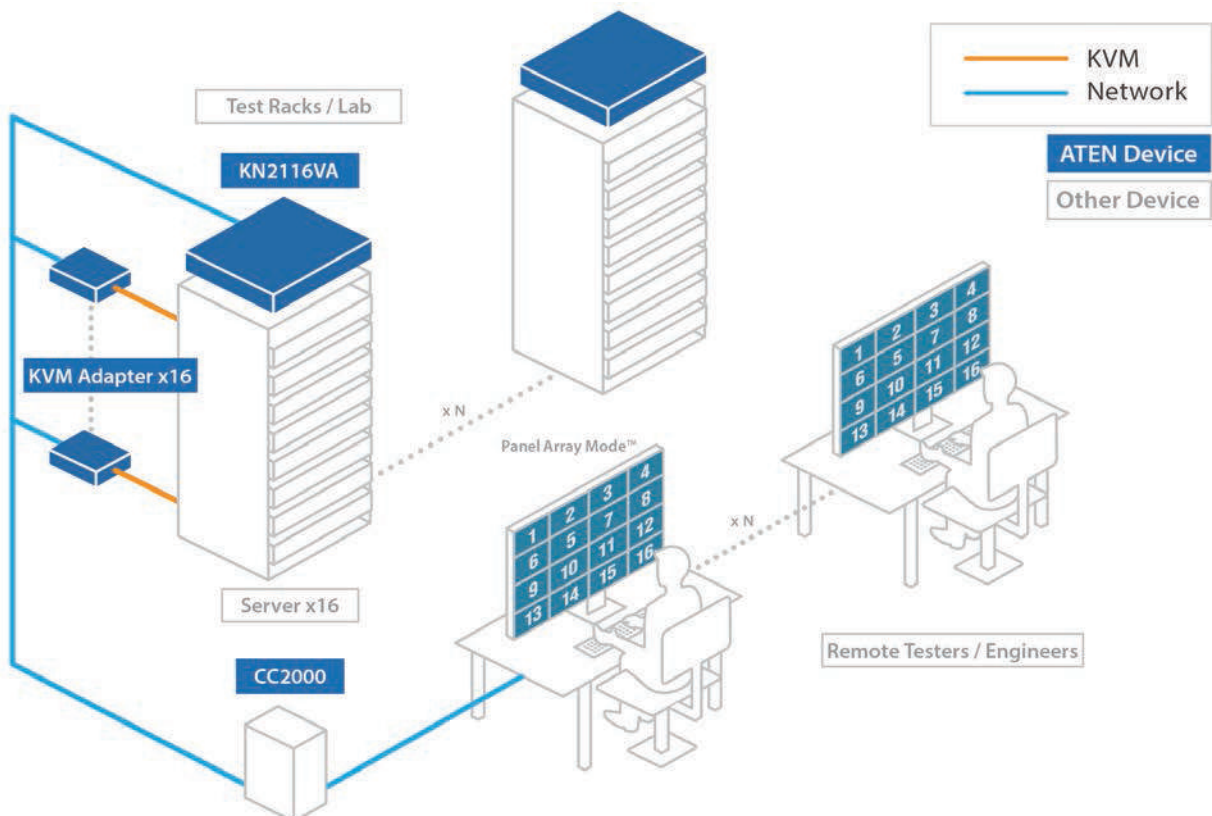 KVM
Network
ATEN Device
Other Device
Test Racks / Lab
KN2116VA
KVM Adapter x16
Server x16
x N
Panel Array Mode™
1 2 3 4
6 5 7 8
9 10 11 12
13 14 15 16
x N
1 2 3 4
6 5 7 8
9 10 11 12
13 14 15 16
Remote Testers / Engineers
CC2000